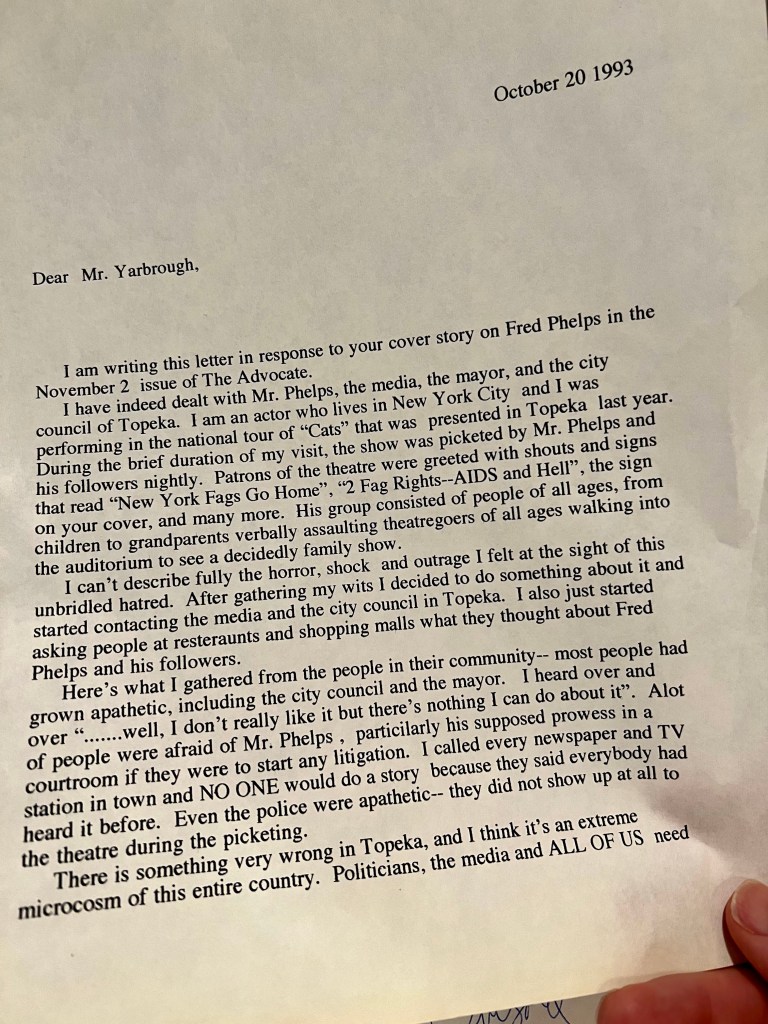 October 20 1993
Dear Mr. Yarbrough,
I am writing this letter in response to your cover story on Fred Phelps in the
November 2 issue of The Advocate.
I have indeed dealt with Mr. Phelps, the media, the mayor, and the city
council of Topeka. I am an actor who lives in New York City and I was
performing in the national tour of “Cats” that was presented in Topeka last year.
During the brief duration of my visit, the show was picketed by Mr. Phelps and
his followers nightly. Patrons of the theatre were greeted with shouts and signs
that read “New York Fags Go Home”, “2 Fag Rights--AIDS and Hell”, the sign
on your cover, and many more. His group consisted of people of all ages, from
children to grandparents verbally assaulting theatregoers of all ages walking into
the auditorium to see a decidedly family show.
I can’t describe fully the horror, shock and outrage I felt at the sight of this
unbridled hatred. After gathering my wits I decided to do something about it and
started contacting the media and the city council in Topeka. I also just started
asking people at resteraunts and shopping malls what they thought about Fred
Phelps and his followers.
Here’s what I gathered from the people in their community-- most people had
grown apathetic, including the city council and the mayor. I heard over and
over “.......well, I don’t really like it but there’s nothing I can do about it”. Alot
of people were afraid of Mr. Phelps , particilarly his supposed prowess in a
courtroom if they were to start any litigation. I called every newspaper and TV
station in town and NO ONE would do a story because they said everybody had
heard it before. Even the police were apathetic-- they did not show up at all to
the theatre during the picketing.
There is something very wrong in Topeka, and I think it’s an extreme
microcosm of this entire country. Politicians, the media and ALL OF US need